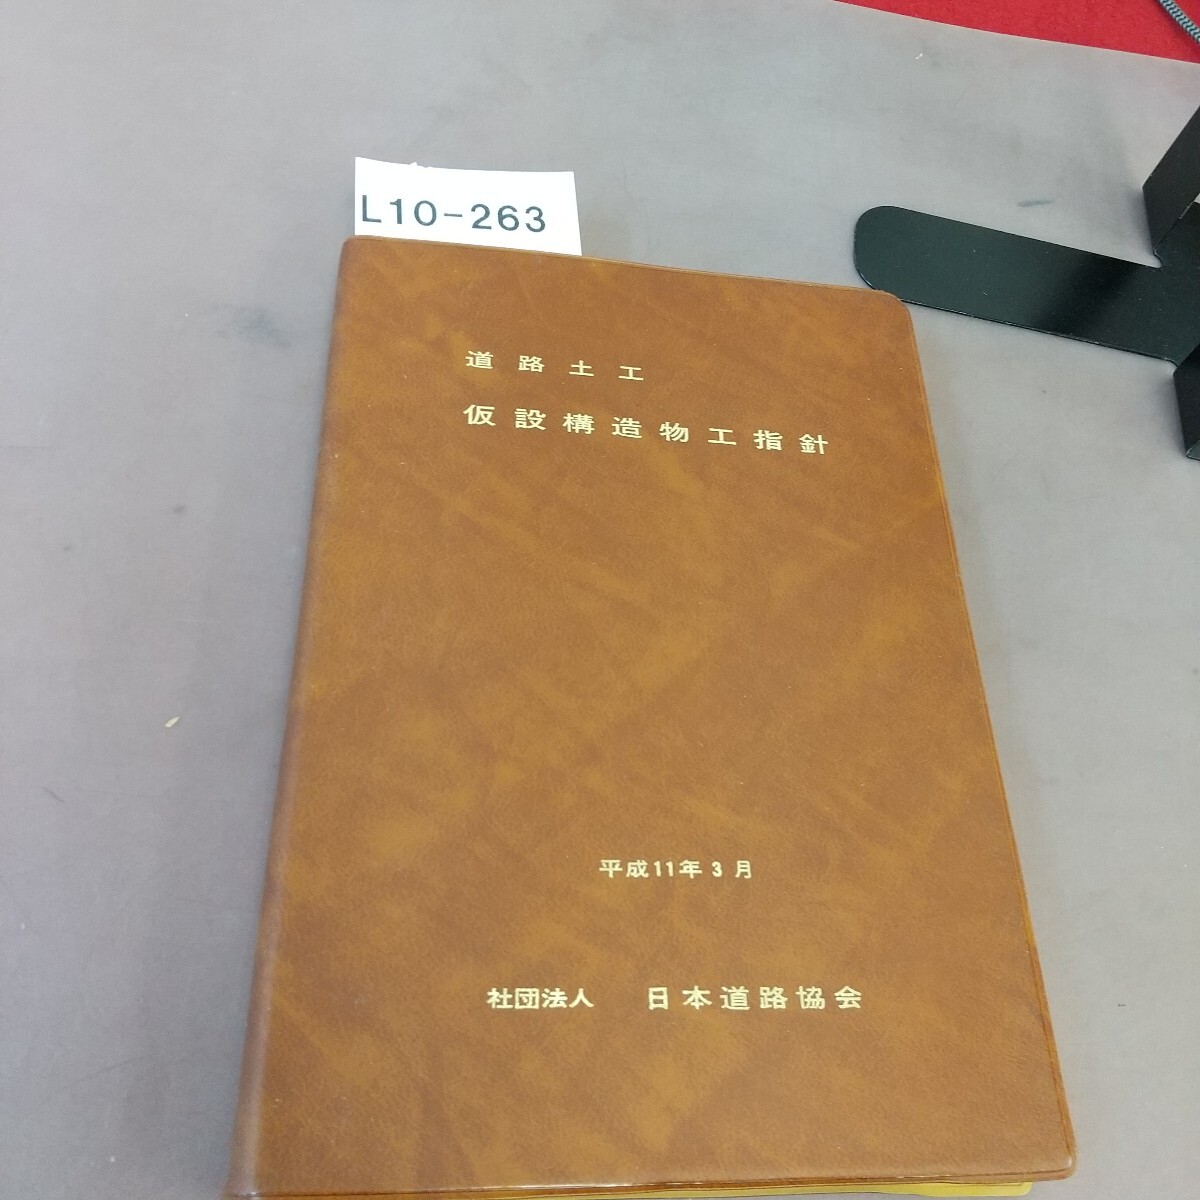 L10-263
道路土工
仮設構造物工指針
平成11年3月
社団法人 日本道路協会